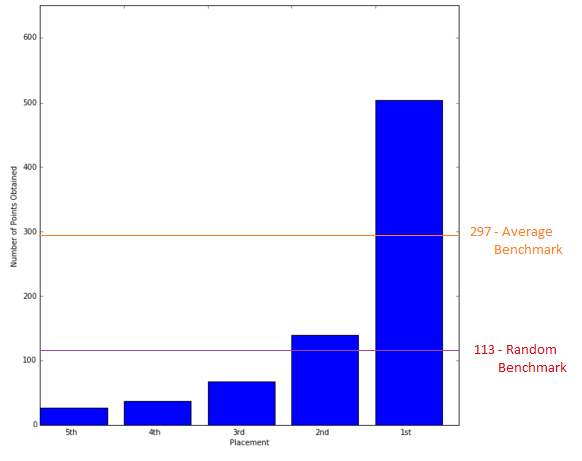 600
500
400
300
200
100
0
Number of Points Obtained
5th 4th 3rd 2nd 1st
Placement
297 - Average
Benchmark
113 - Random
Benchmark